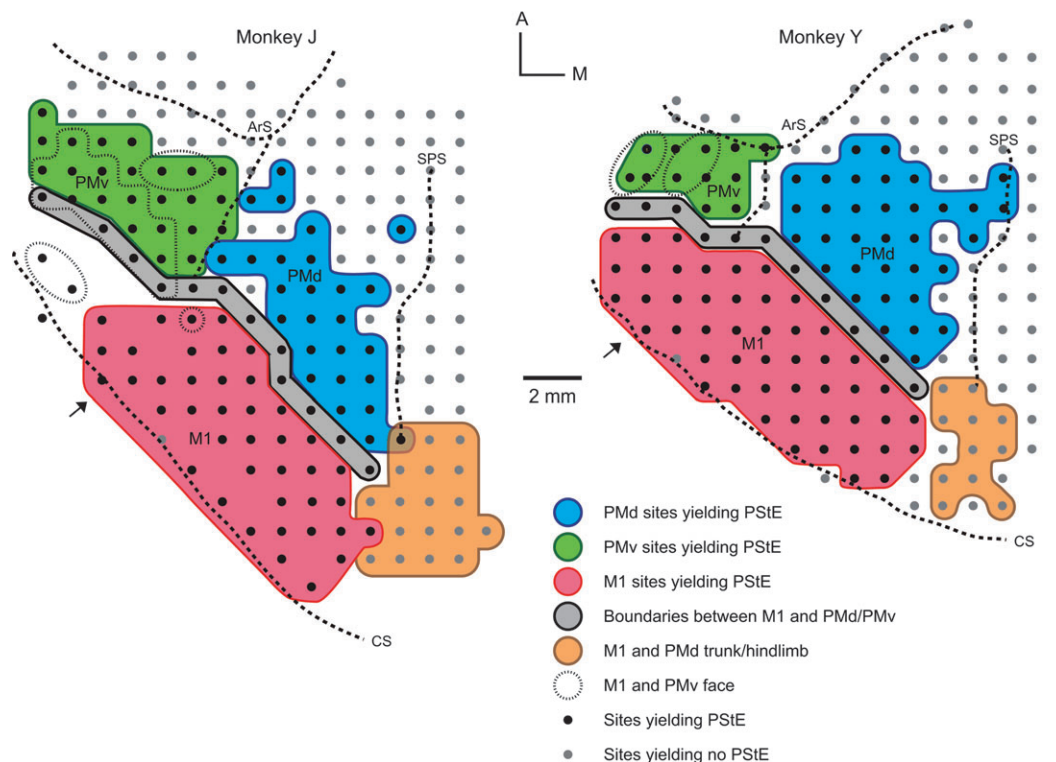 Monkey J
A
M
Monkey Y
ArS
SPS
PMv
PMd
M1
CS
ArS
SPS
PMv
PMd
M1
CS
2 mm
PMd sites yielding PStE
PMv sites yielding PStE
M1 sites yielding PStE
Boundaries between M1 and PMd/PMv
M1 and PMd trunk/hindlimb
M1 and PMv face
Sites yielding PStE
Sites yielding no PStE